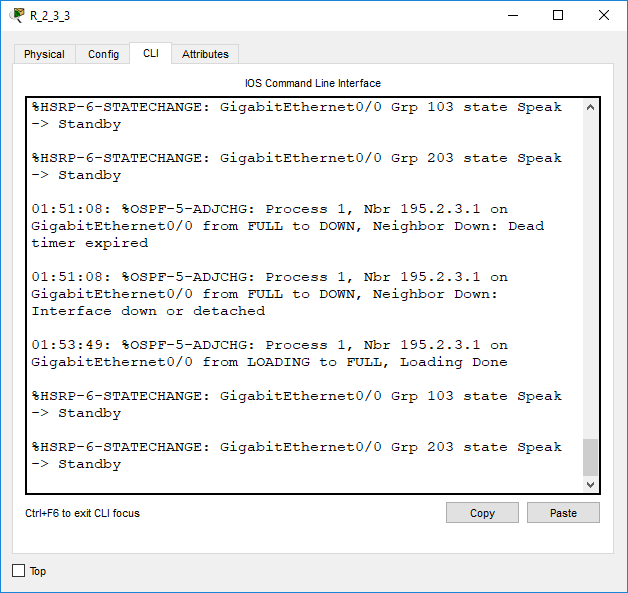 R_2_3_3
Physical Config CLI Attributes
IOS Command Line Interface
%HSRP-6-STATECHANGE: GigabitEthernet0/0 Grp 103 state Speak
-> Standby
%HSRP-6-STATECHANGE: GigabitEthernet0/0 Grp 203 state Speak
-> Standby
01:51:08: %OSPF-5-ADJCHG: Process 1, Nbr 195.2.3.1 on
GigabitEthernet0/0 from FULL to DOWN, Neighbor Down: Dead
timer expired
01:51:08: %OSPF-5-ADJCHG: Process 1, Nbr 195.2.3.1 on
GigabitEthernet0/0 from FULL to DOWN, Neighbor Down:
Interface down or detached
01:53:49: %OSPF-5-ADJCHG: Process 1, Nbr 195.2.3.1 on
GigabitEthernet0/0 from LOADING to FULL, Loading Done
%HSRP-6-STATECHANGE: GigabitEthernet0/0 Grp 103 state Speak
-> Standby
%HSRP-6-STATECHANGE: GigabitEthernet0/0 Grp 203 state Speak
-> Standby
Ctrl+F6 to exit CLI focus
Copy Paste
Top